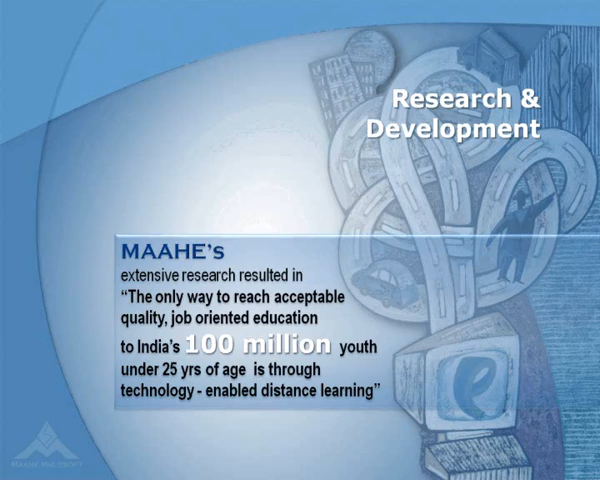 Research &
Development
MAAHE's
extensive research resulted in
“The only way to reach acceptable
quality, job oriented education
to India's 100 million youth
under 25 yrs of age is through
technology - enabled distance learning”